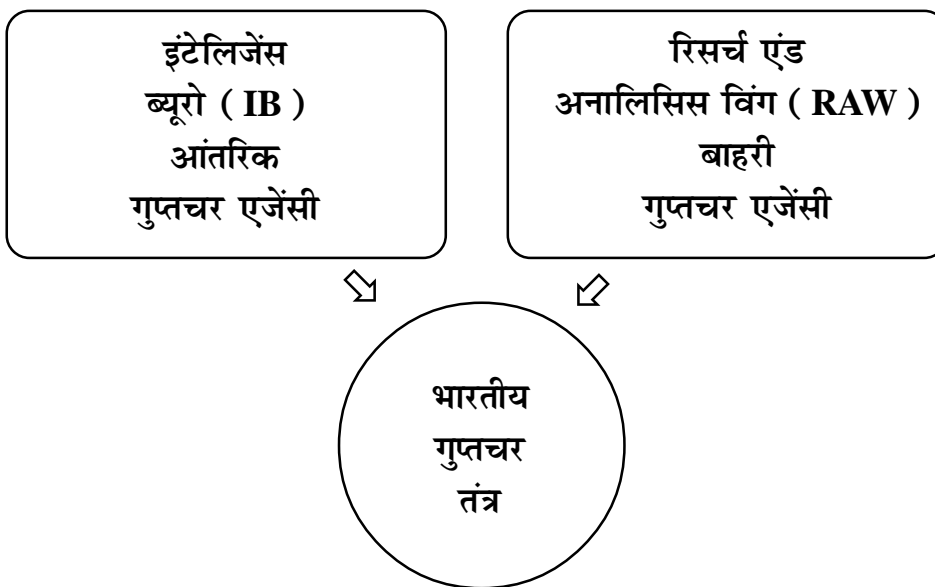 इंटेलिजेंस
ब्यूरो ( IB )
आंतरिक
गुप्तचर एजेंसी
रिसर्च एंड
अनालिसिस विंग ( RAW )
बाहरी
गुप्तचर एजेंसी
भारतीय
गुप्तचर
तंत्र